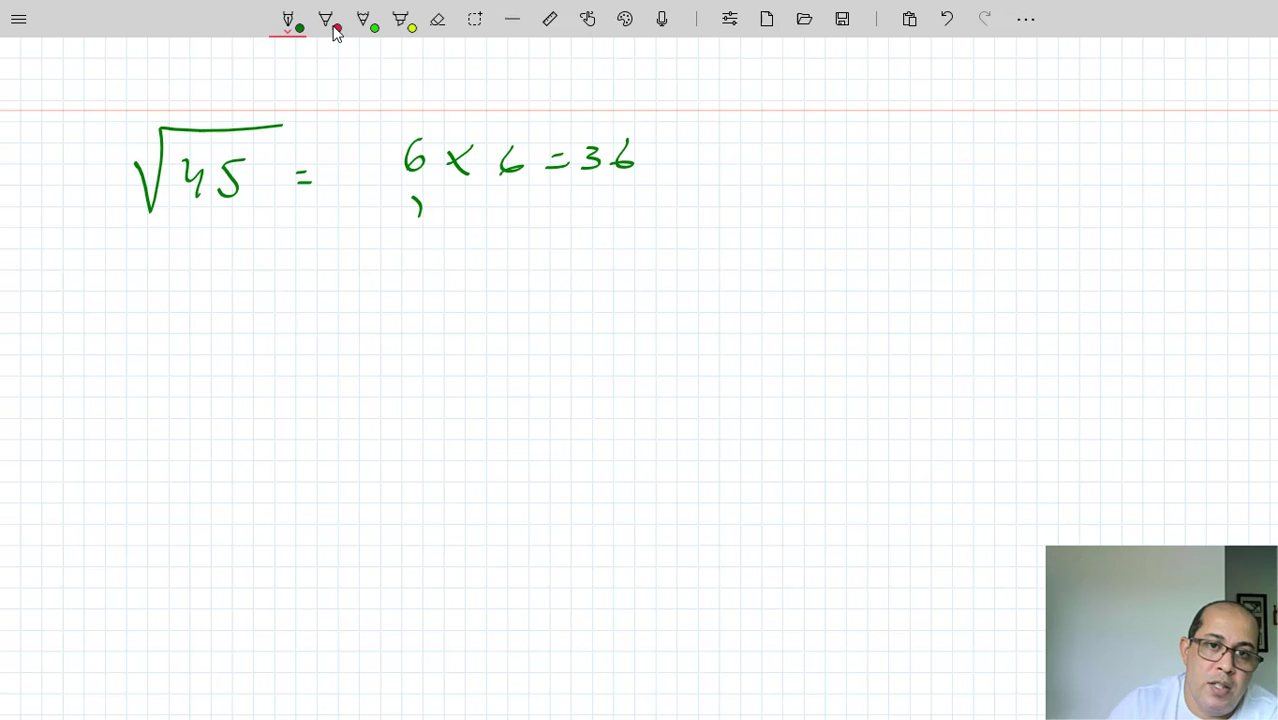 √45 = 6 × 6 = 36